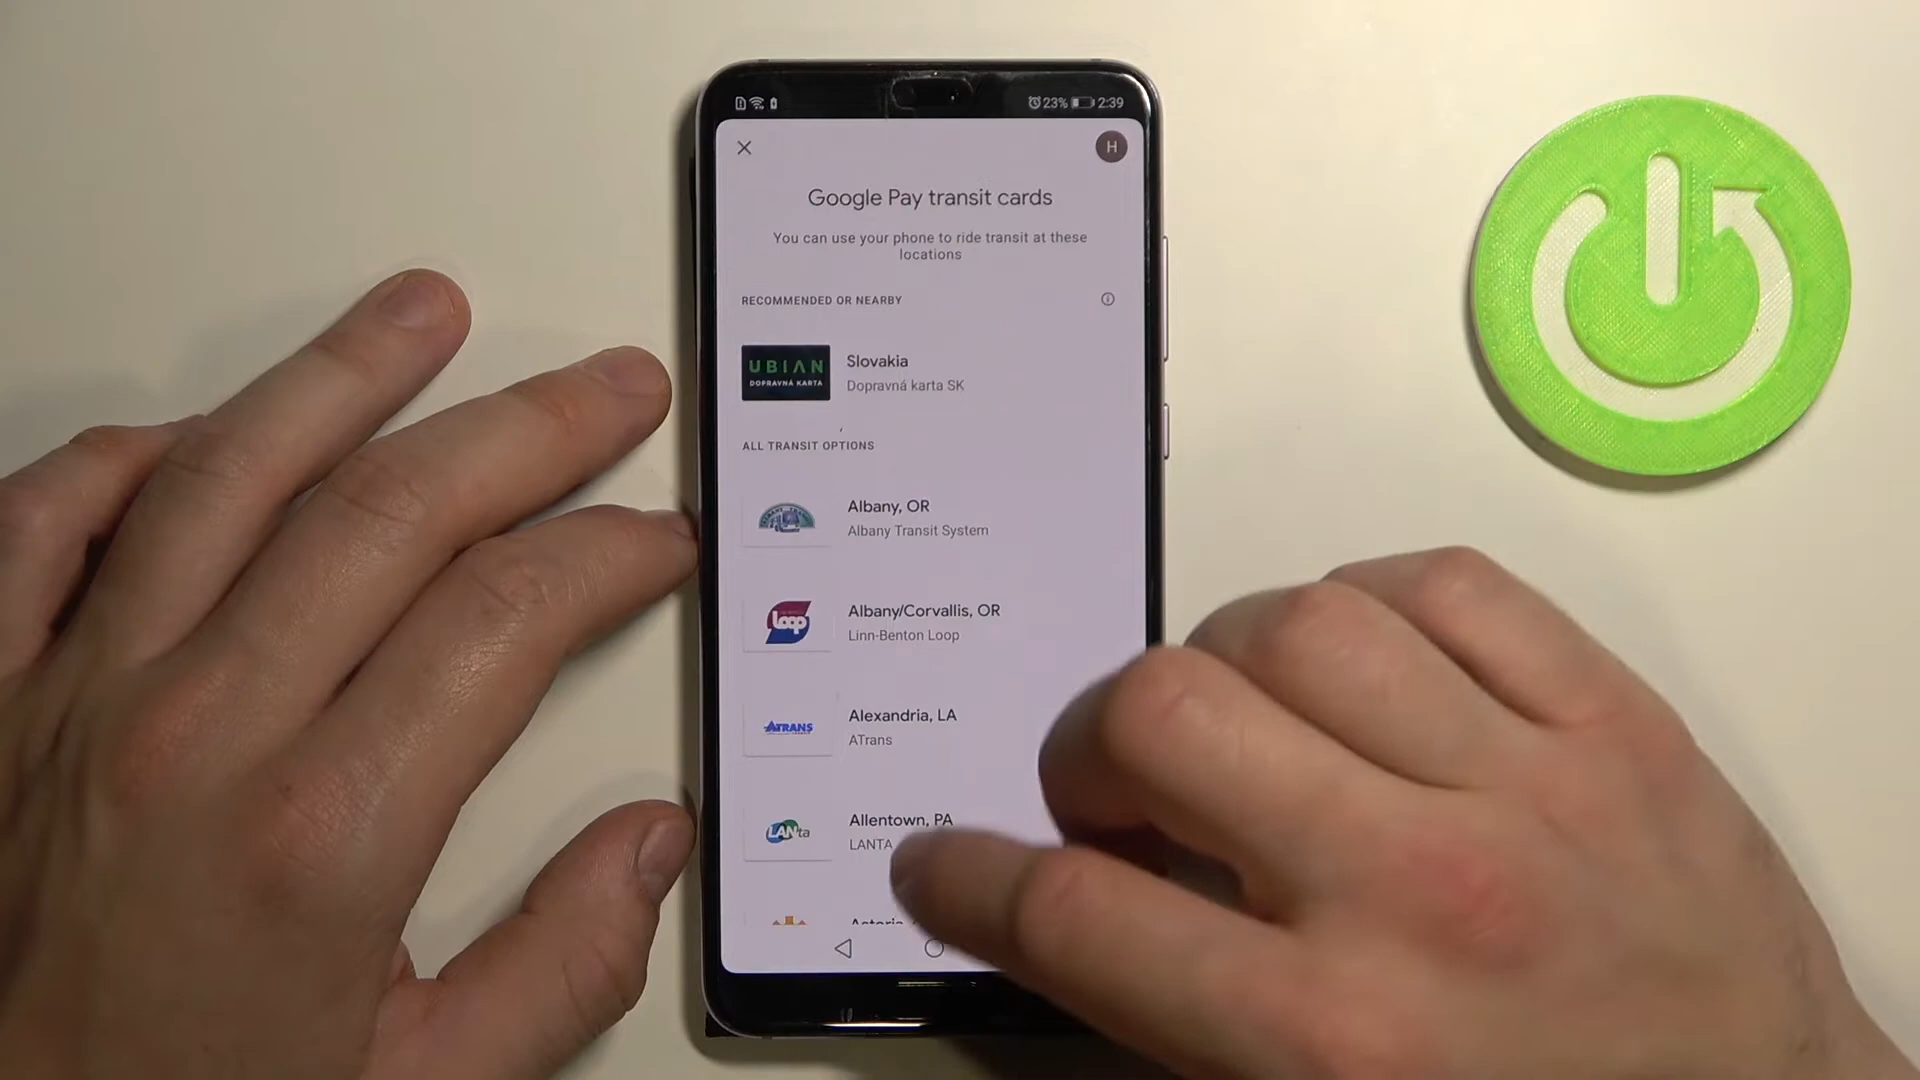 23% 2:39
H
Google Pay transit cards
You can use your phone to ride transit at these
locations
RECOMMENDED OR NEARBY
UBIAN
DOPRAVNÁ KARTA
Slovakia
Dopravná karta SK
ALL TRANSIT OPTIONS
Albany, OR
Albany Transit System
loop
Albany/Corvallis, OR
Linn-Benton Loop
ATRANS
Alexandria, LA
ATrans
LANta
Allentown, PA
LANTA